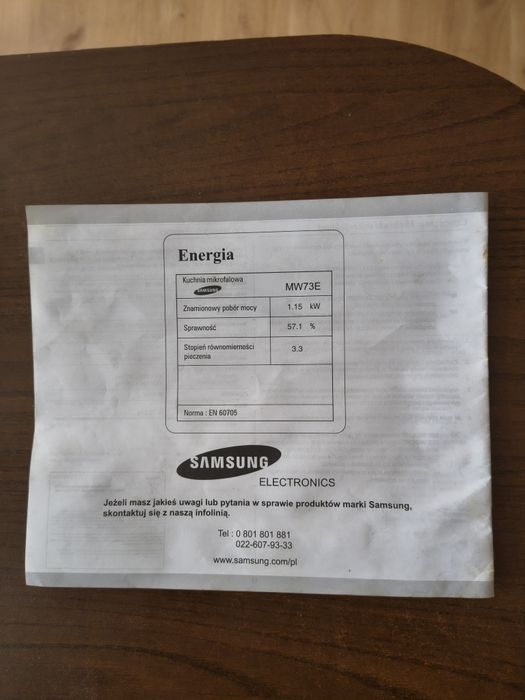 Energia
Kuchnia mikrofalowa
SAMSUNG
MW73E
Znamionowy pobór mocy 1.15 kW
Sprawność 57.1 %
Stopień równomierności 3.3
pieczenia
Norma : EN 60705
SAMSUNG
ELECTRONICS
Jeżeli masz jakieś uwagi lub pytania w sprawie produktów marki Samsung,
skontaktuj się z naszą infolinią.
Tel : 0 801 801 881
022-607-93-33
www.samsung.com/pl